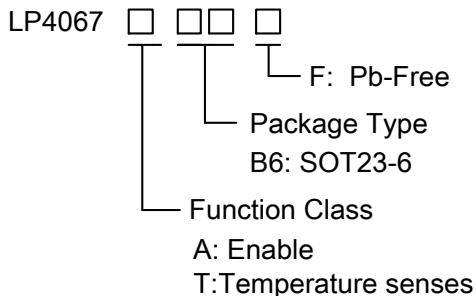 LP4067 □ □□ □
F: Pb-Free
Package Type
B6: SOT23-6
Function Class
A: Enable
T:Temperature senses